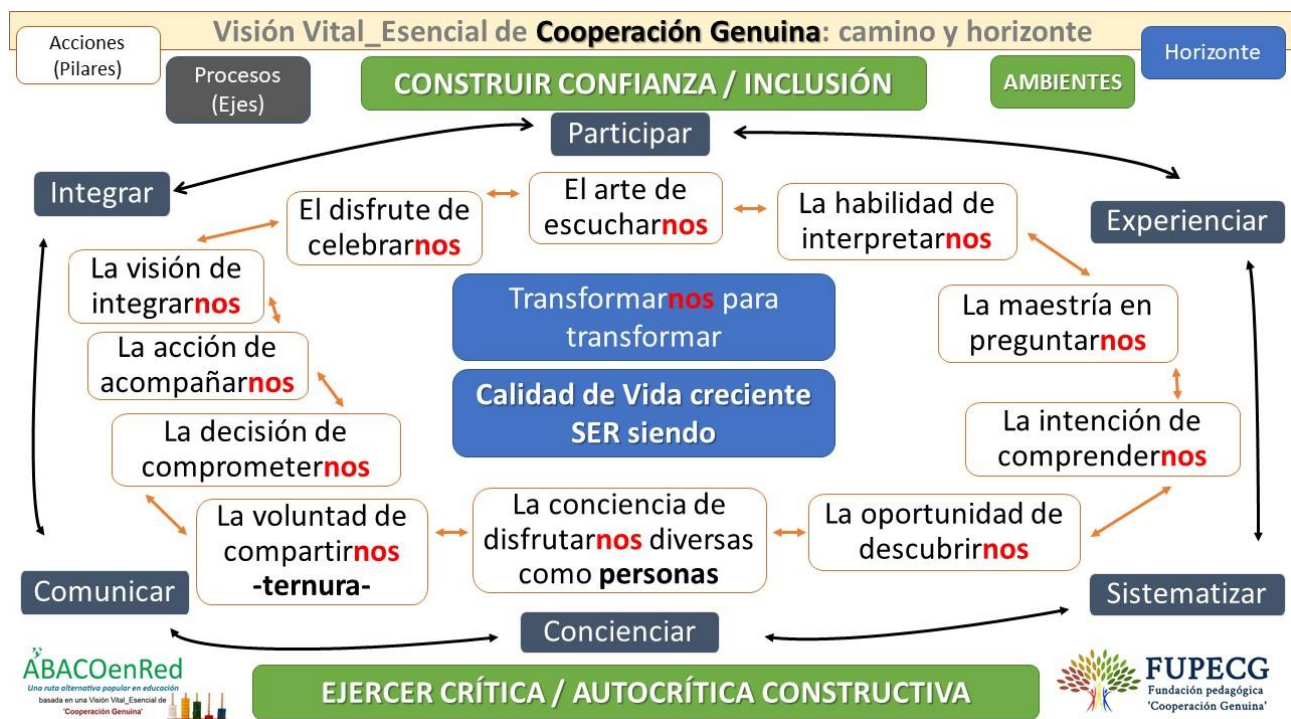 Visión Vital_Esencial de Cooperación Genuina: camino y horizonte
Acciones
(Pilares)
Procesos
(Ejes)
CONSTRUIR CONFIANZA / INCLUSIÓN
AMBIENTES
Horizonte
Participar
Integrar
Experienciar
El disfrute de
celebrarnos
El arte de
escucharnos
La habilidad de
interpretarnos
La visión de
integrarnos
La maestría en
preguntarnos
Transformarnos para
transformar
La acción de
acompañarnos
Calidad de Vida creciente
SER siendo
La decisión de
comprometernos
La intención de
comprendernos
La voluntad de
compartirnos
-ternura-
La conciencia de
disfrutarnos diversas
como personas
La oportunidad de
descubrirnos
Comunicar
Concienciar
Sistematizar
ABACOenRed
Una ruta alternativa popular en educación
basada en una Visión Vital_Esencial de
'Cooperación Genuina'
EJERCER CRÍTICA / AUTOCRÍTICA CONSTRUCTIVA
FUPECG
Fundación pedagógica
'Cooperación Genuina'